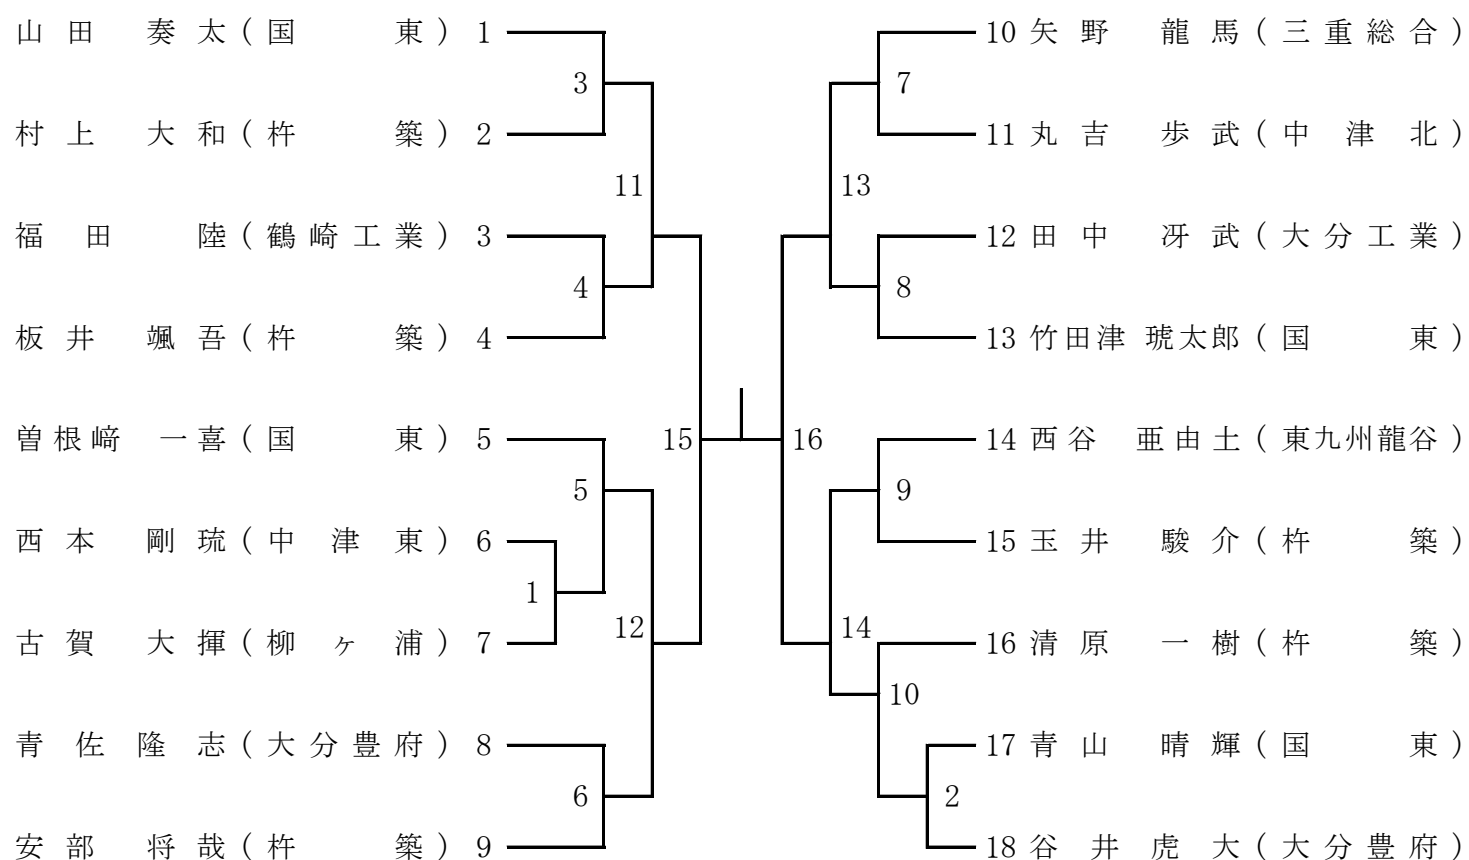 山田 奏太(国東) 1
3
村上 大和(杵築) 2
11
福田 陸(鶴崎工業) 3
4
板井 颯吾(杵築) 4
15
曽根﨑 一喜(国東) 5
5
西本 剛琉(中津東) 6
1
古賀 大揮(柳ヶ浦) 7
12
青佐 隆志(大分豊府) 8
6
安部 将哉(杵築) 9
10 矢野 龍馬(三重総合)
7
11 丸吉 歩武(中津北)
13
12 田中 冴武(大分工業)
8
13 竹田津 琥太郎(国東)
16
14 西谷 亜由土(東九州龍谷)
9
15 玉井 駿介(杵築)
14
16 清原 一樹(杵築)
10
17 青山 晴輝(国東)
2
18 谷井 虎大(大分豊府)